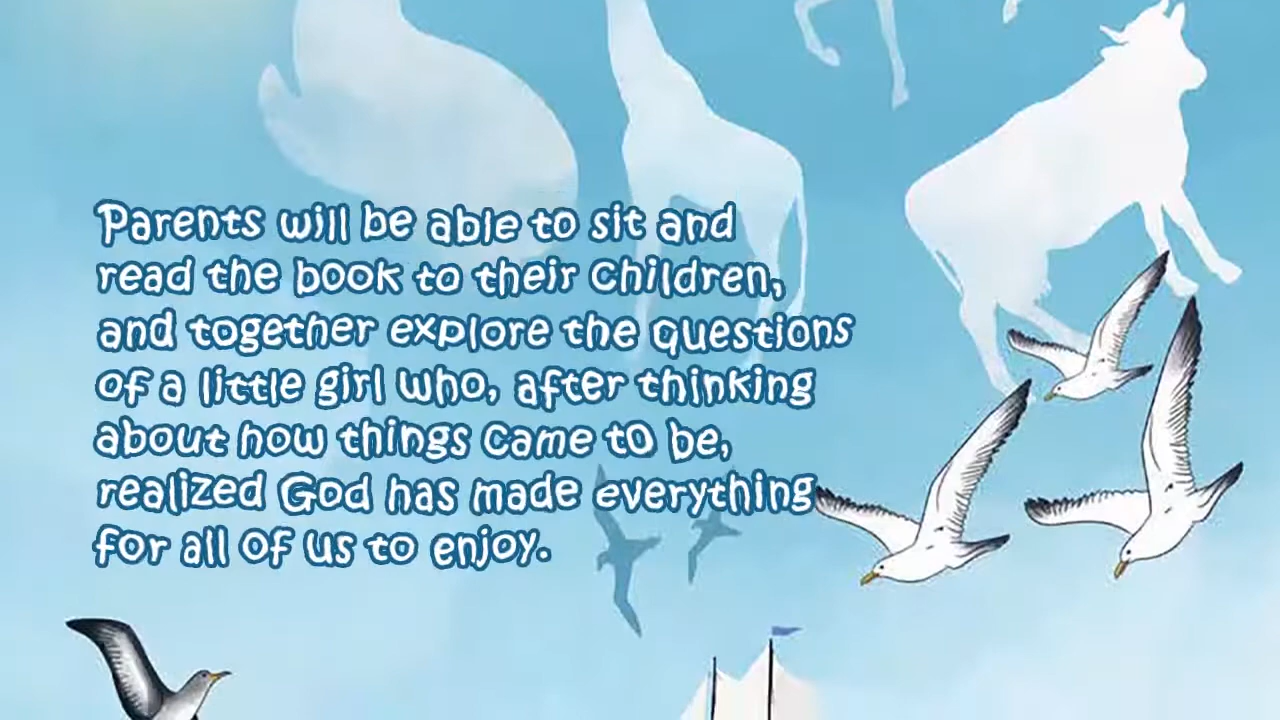 Parents will be able to sit and
read the book to their children,
and together explore the questions
of a little girl who, after thinking
about how things came to be,
realized God has made everything
for all of us to enjoy.